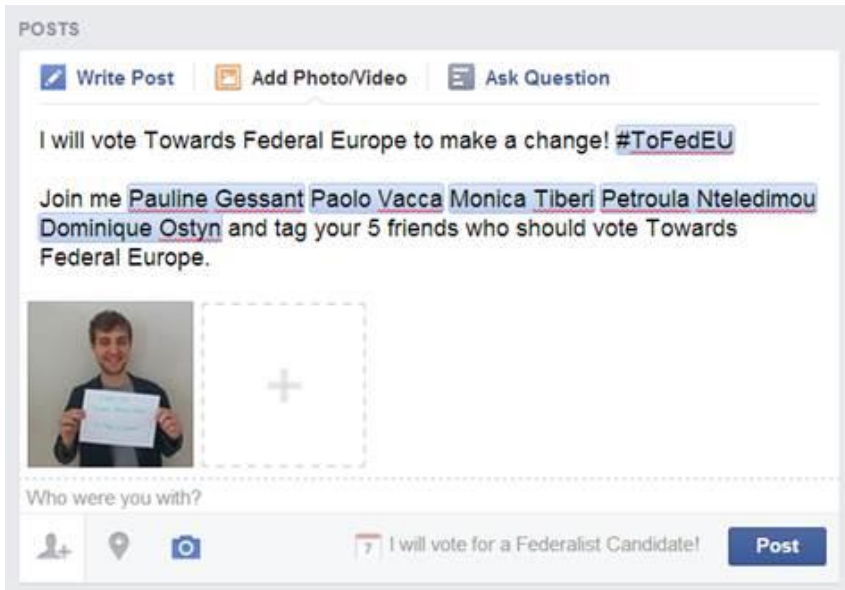 POSTS
Write Post Add Photo/Video Ask Question
I will vote Towards Federal Europe to make a change! #ToFedEU
Join me Pauline Gessant Paolo Vacca Monica Tiberi Petroula Nteledimou
Dominique Ostyn and tag your 5 friends who should vote Towards
Federal Europe.
Who were you with?
7 I will vote for a Federalist Candidate! Post